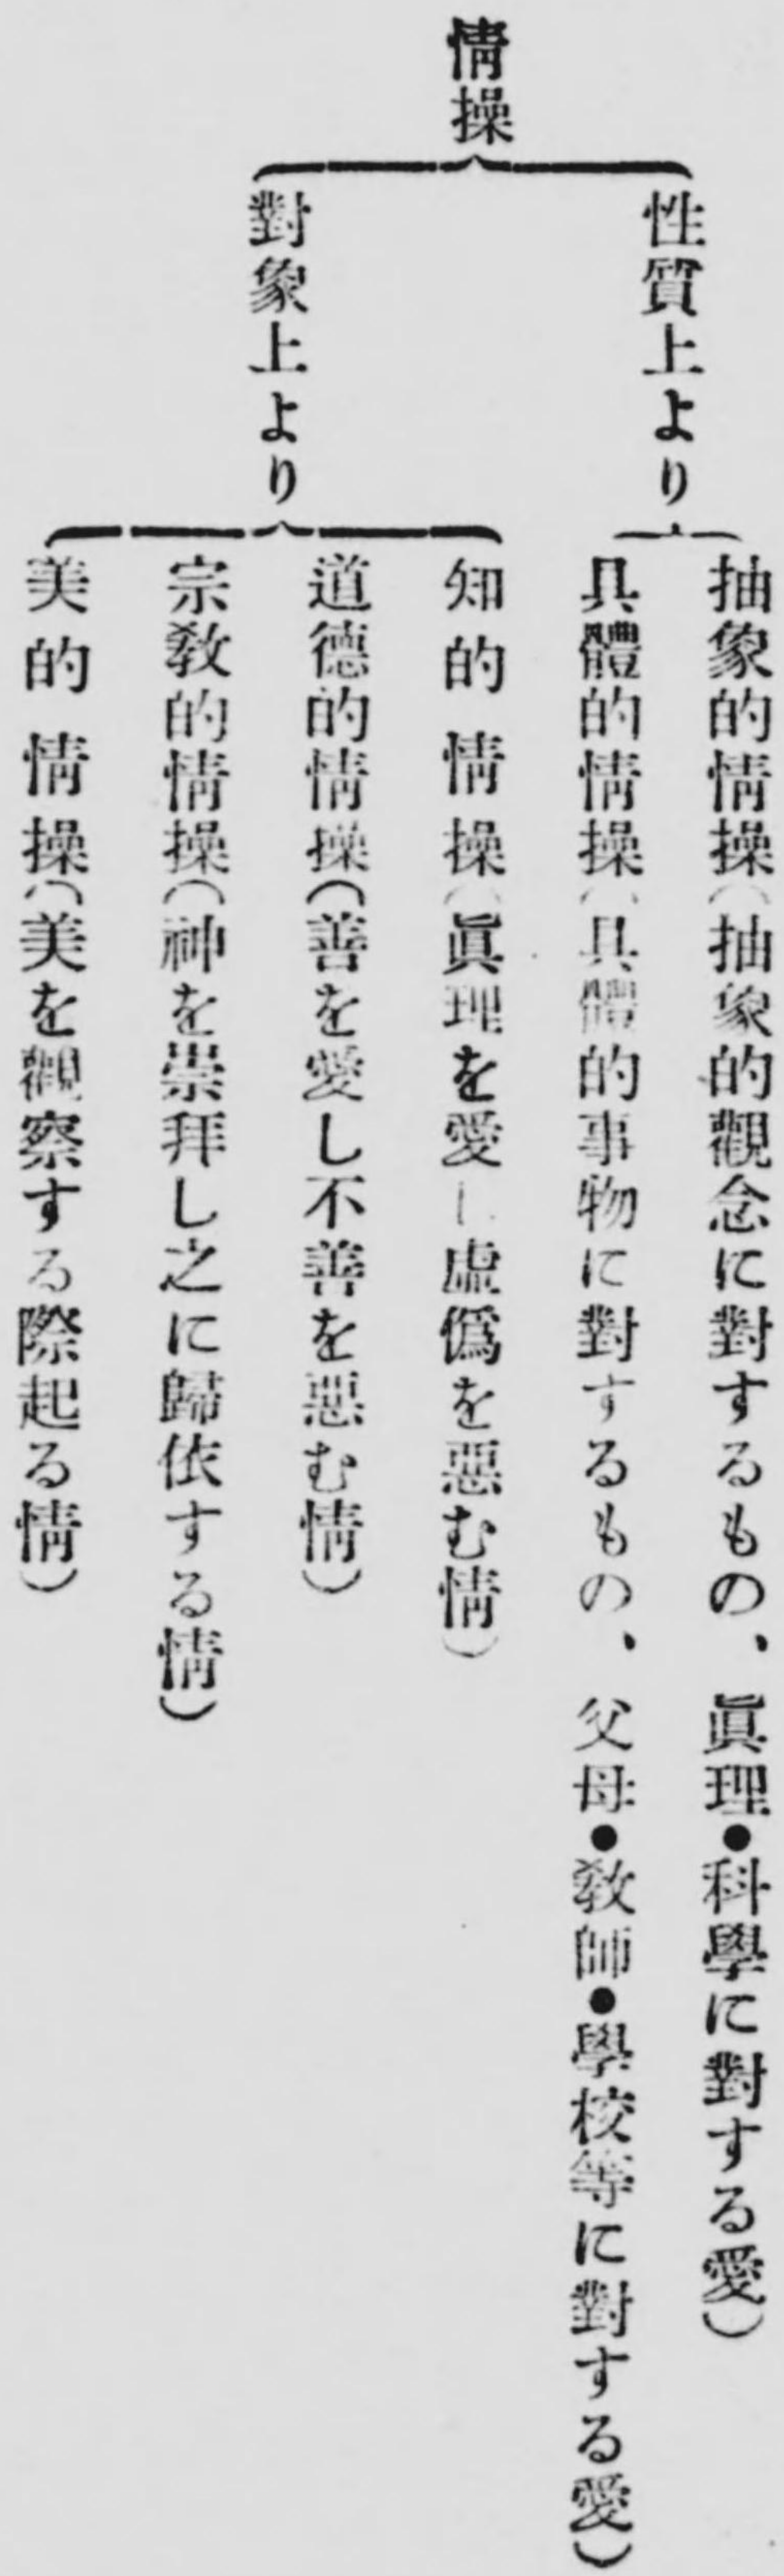 情操
性質上より
抽象的情操(抽象的觀念に對するもの、眞理●科學に對する愛)
具體的情操(具體的事物に對するもの、父母●敎師●學校等に對する愛)
對象上より
知的情操(眞理を愛し虛僞を惡む情)
道德的情操(善を愛し不善を惡む情)
宗敎的情操(神を崇拜し之に歸依する情)
美的情操(美を觀察する際起る情)